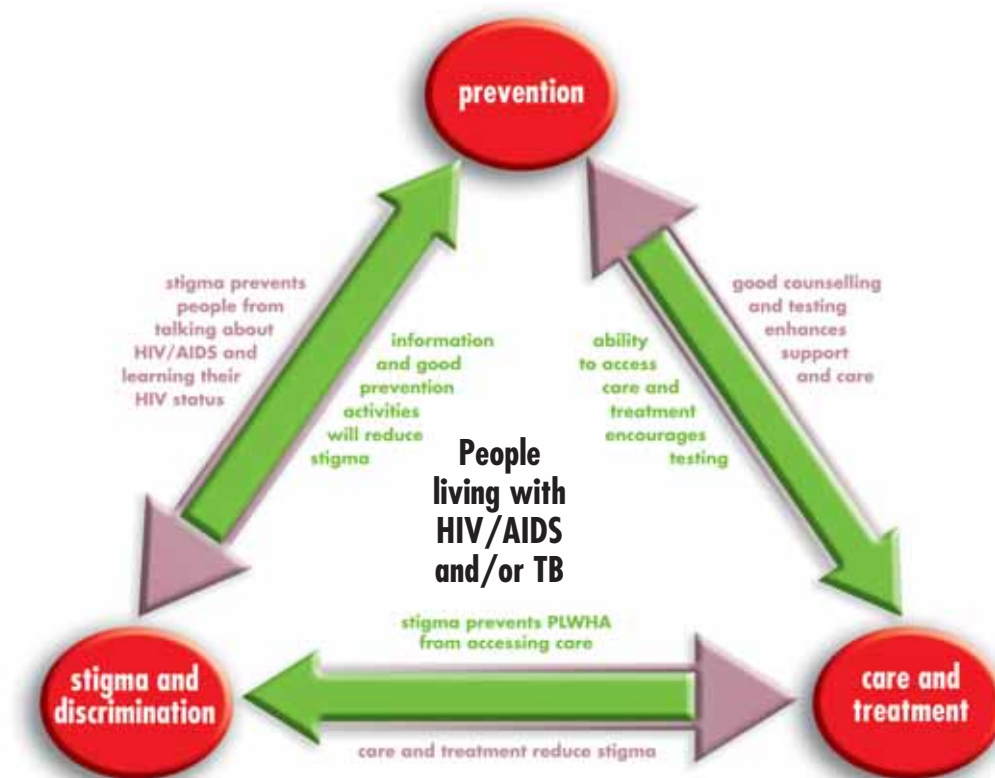 prevention
stigma prevents
people from
talking about
HIV/AIDS and
learning their
HIV status
information
and good
prevention
activities
will reduce
stigma
ability
to access
care and
treatment
encourages
testing
good counselling
and testing
enhances
support
and care
People
living with
HIV/AIDS
and/or TB
stigma prevents PLWHA
from accessing care
stigma and
discrimination
care and
treatment
care and treatment reduce stigma